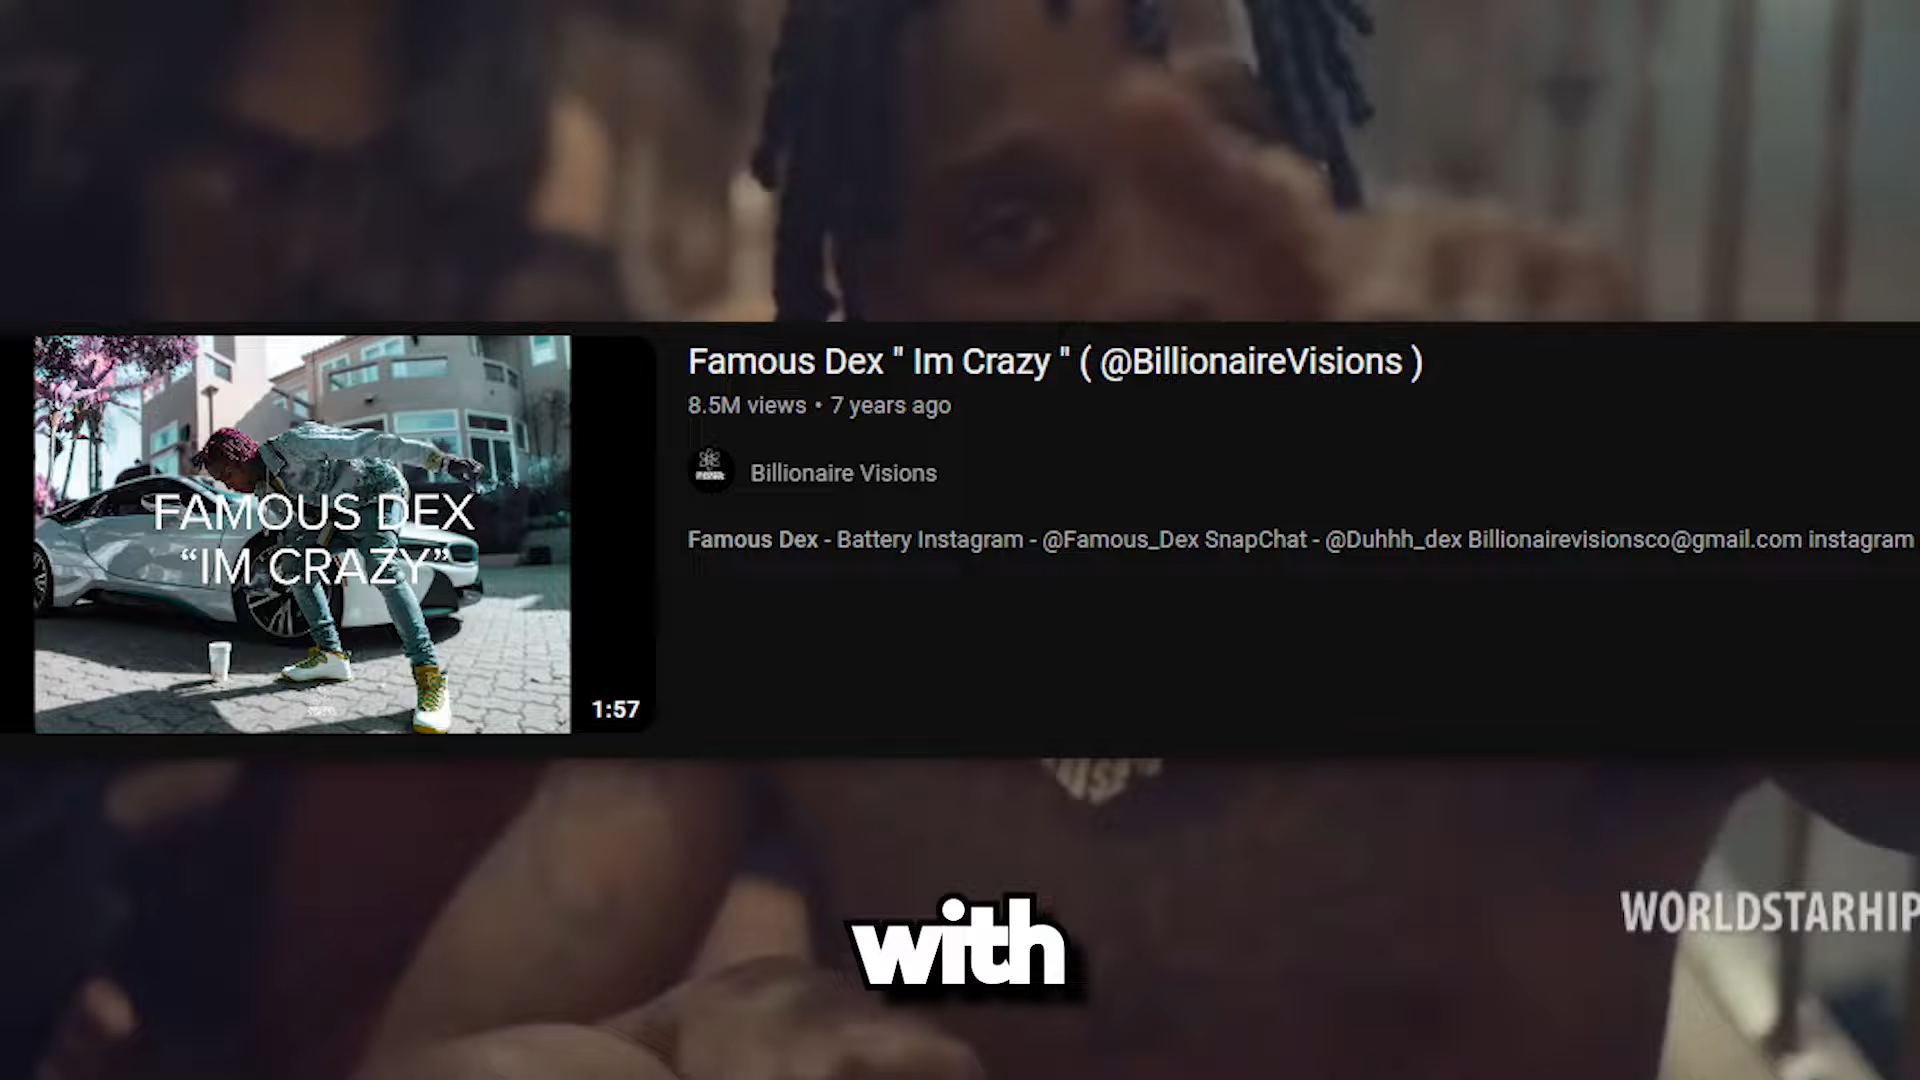 Famous Dex " Im Crazy " ( @BillionaireVisions )
8.5M views • 7 years ago
Billionaire Visions
Famous Dex - Battery Instagram - @Famous_Dex SnapChat - @Duhhh_dex Billionairevisionsco@gmail.com instagram
FAMOUS DEX
“IM CRAZY”
1:57
WORLDSTARHIP
with